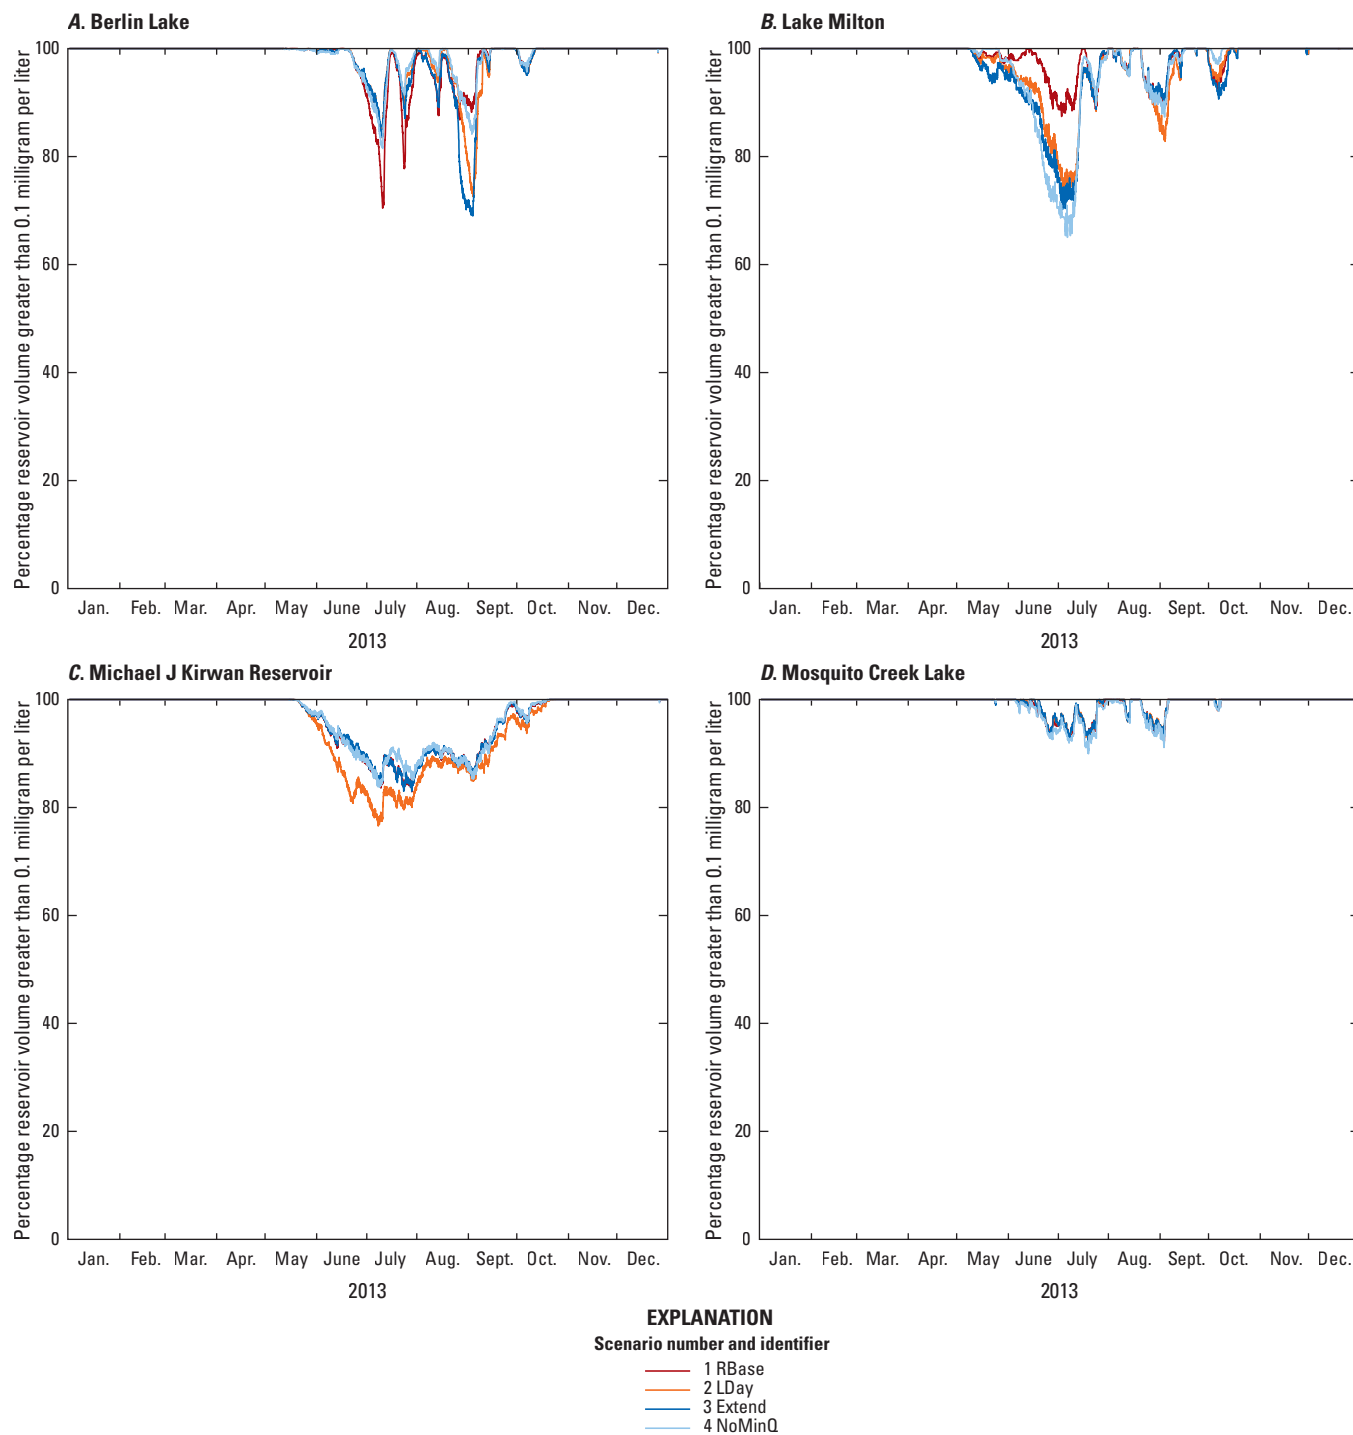 A. Berlin Lake
Percentage reservoir volume greater than 0.1 milligram per liter
100
80
60
40
20
0
Jan. Feb. Mar. Apr. May June July Aug. Sept. Oct. Nov. Dec.
2013
B. Lake Milton
Percentage reservoir volume greater than 0.1 milligram per liter
100
80
60
40
20
0
Jan. Feb. Mar. Apr. May June July Aug. Sept. Oct. Nov. Dec.
2013
C. Michael J Kirwan Reservoir
Percentage reservoir volume greater than 0.1 milligram per liter
100
80
60
40
20
0
Jan. Feb. Mar. Apr. May June July Aug. Sept. Oct. Nov. Dec.
2013
D. Mosquito Creek Lake
Percentage reservoir volume greater than 0.1 milligram per liter
100
80
60
40
20
0
Jan. Feb. Mar. Apr. May June July Aug. Sept. Oct. Nov. Dec.
2013
EXPLANATION
Scenario number and identifier
1 RBase
2 LDay
3 Extend
4 NoMinQ